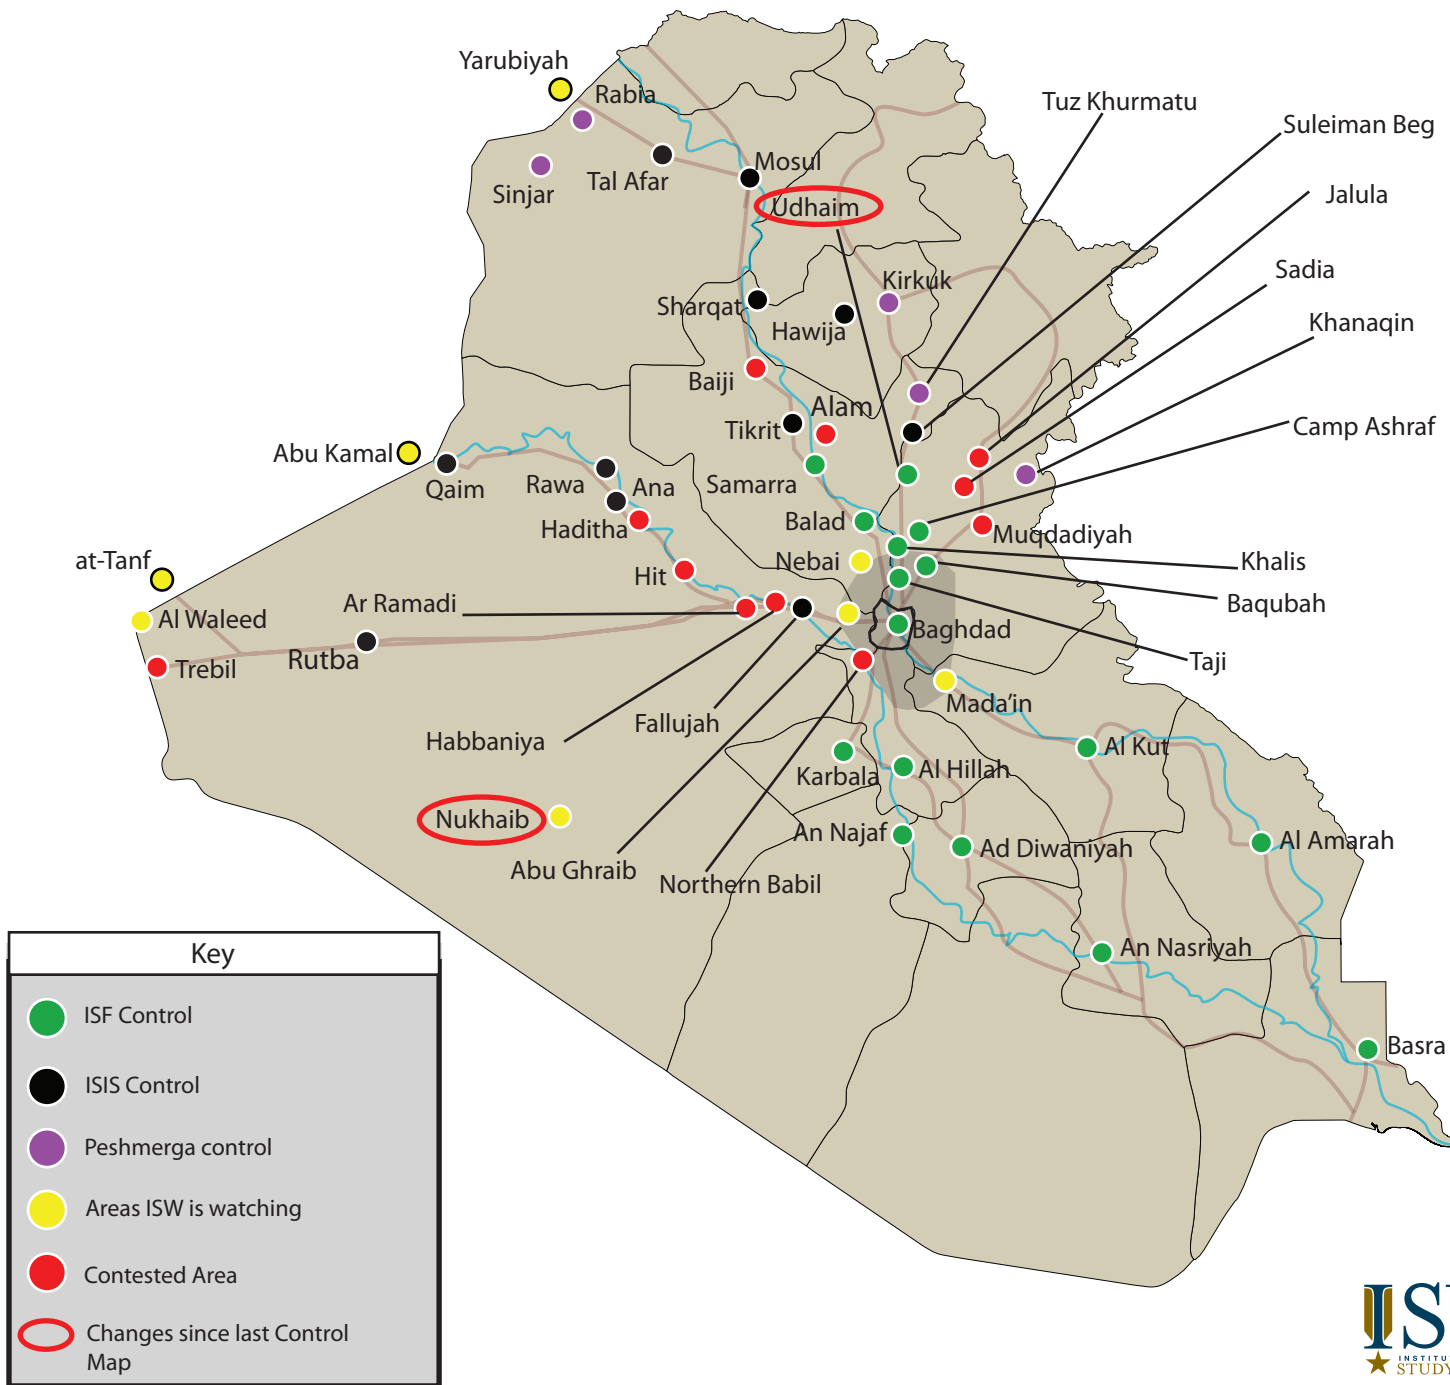 Yarubiyah
Rabia
Tuz Khurmatu
Suleiman Beg
Mosul
Tal Afar
Sinjar
Udhaim
Jalula
Sadia
Kirkuk
Sharqat
Hawija
Khanaqin
Baiji
Alam
Tikrit
Camp Ashraf
Abu Kamal
Qaim
Rawa
Ana
Samarra
Haditha
Balad
Muqdadiyah
Nebai
Khalis
at-Tanf
Hit
Ar Ramadi
Baqubah
Al Waleed
Baghdad
Trebil
Rutba
Taji
Mada'in
Fallujah
Habbaniya
Al Kut
Karbala
Al Hillah
Nukhaib
An Najaf
Ad Diwaniyah
Al Amarah
Abu Ghraib
Northern Babil
An Nasriyah
Basra
Key
ISF Control
ISIS Control
Peshmerga control
Areas ISW is watching
Contested Area
Changes since last Control
Map
IS
INSTITU
STUDY